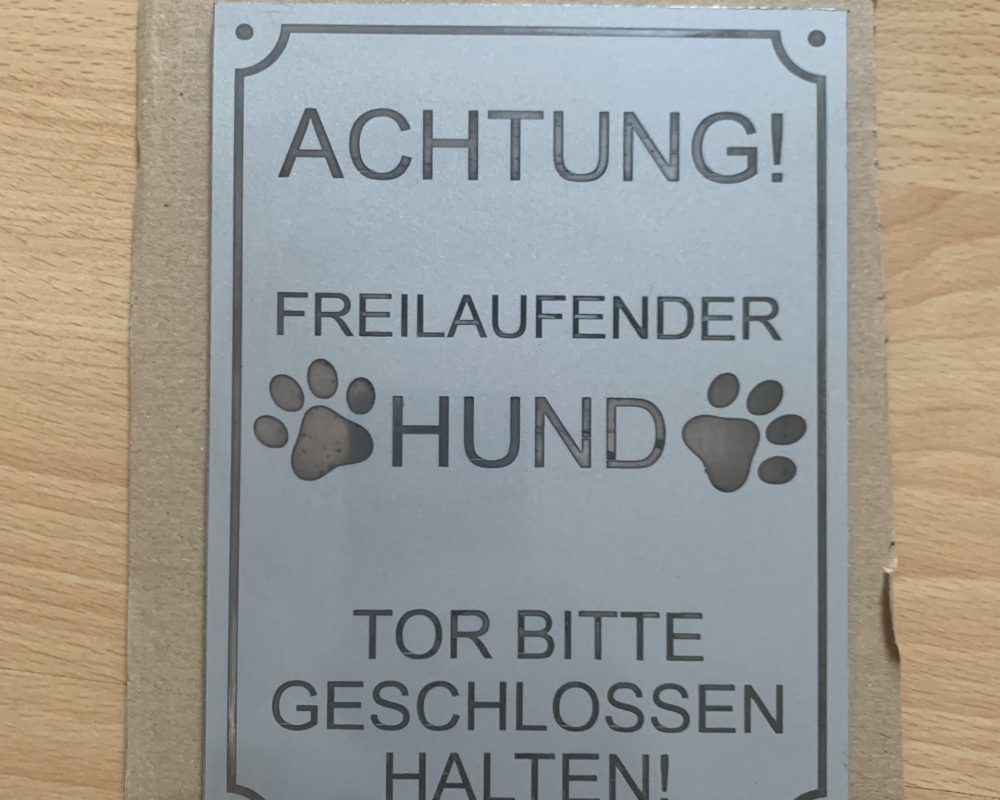 ACHTUNG!
FREILAUFENDER
HUND
TOR BITTE
GESCHLOSSEN
HALTEN!